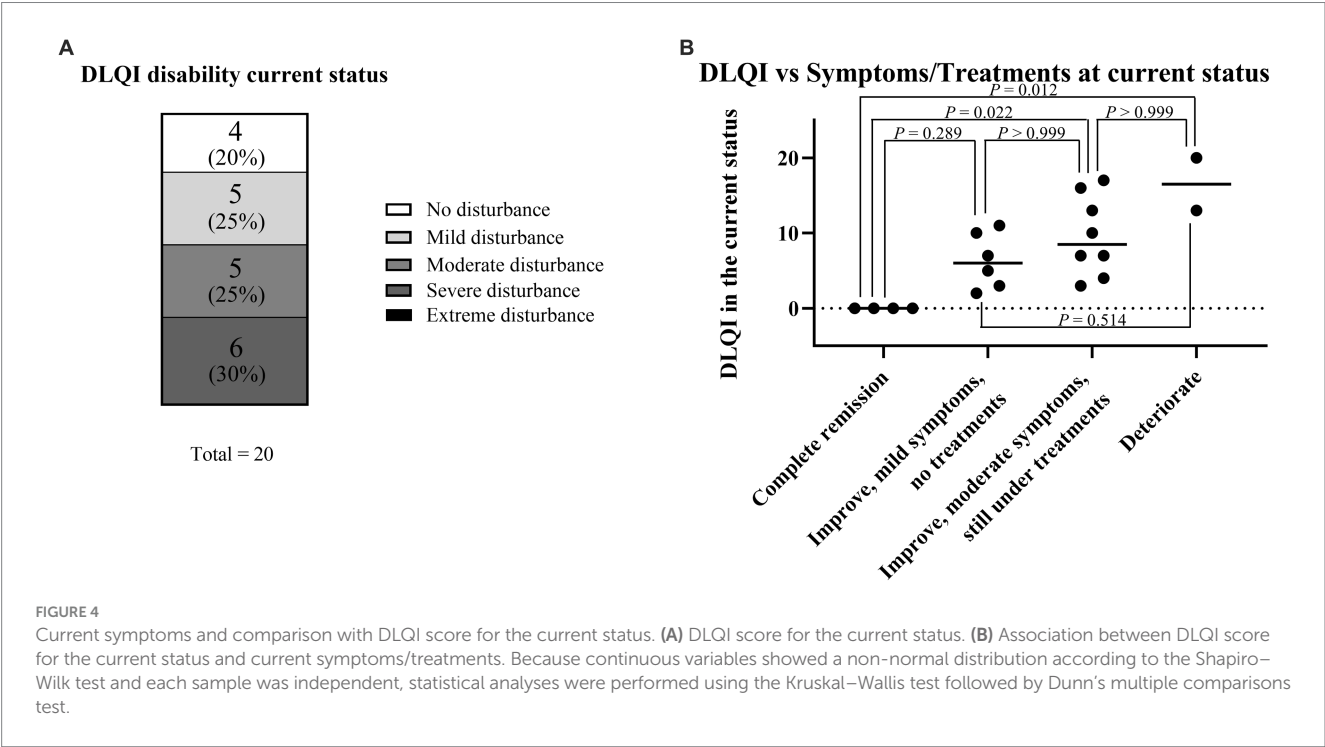 A
DLQI disability current status
4
(20%)
5
(25%)
5
(25%)
6
(30%)
Total = 20
No disturbance
Mild disturbance
Moderate disturbance
Severe disturbance
Extreme disturbance
B
DLQI vs Symptoms/Treatments at current status
P = 0.012
P = 0.022
P > 0.999
P = 0.289
P > 0.999
DLQI in the current status
20
10
0
P = 0.514
Complete remission
Improve, mild symptoms,
no treatments
Improve, moderate symptoms,
still under treatments
Deteriorate
FIGURE 4
Current symptoms and comparison with DLQI score for the current status. (A) DLQI score for the current status. (B) Association between DLQI score
for the current status and current symptoms/treatments. Because continuous variables showed a non-normal distribution according to the Shapiro–
Wilk test and each sample was independent, statistical analyses were performed using the Kruskal–Wallis test followed by Dunn's multiple comparisons
test.